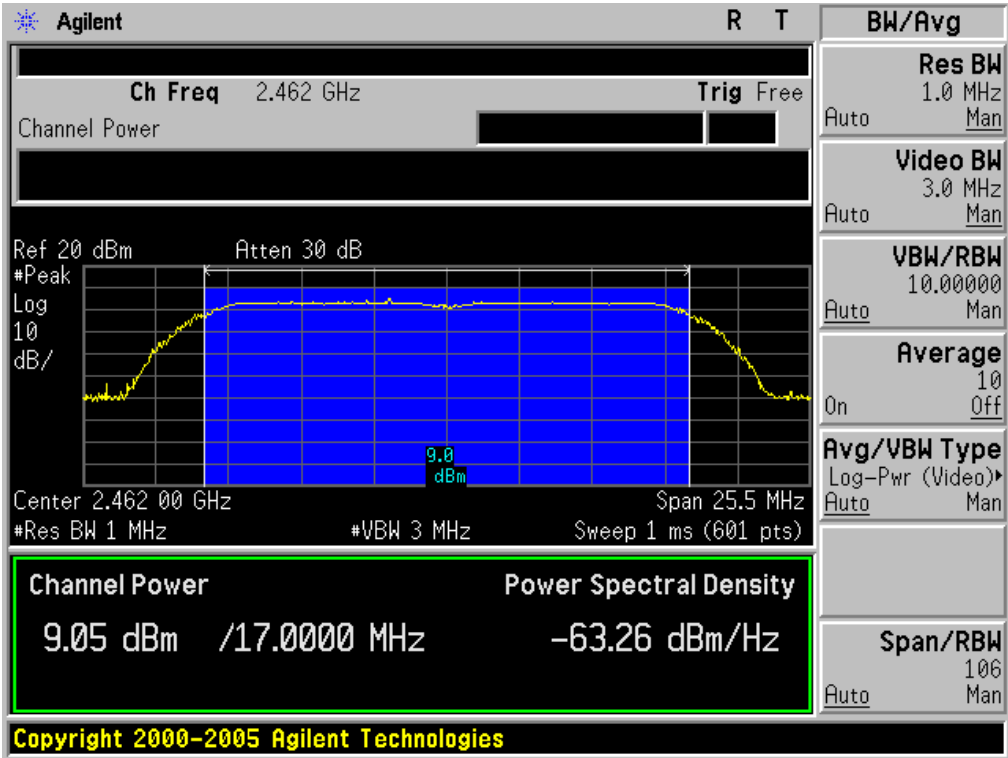 Agilent R T
Ch Freq 2.462 GHz Trig Free
Channel Power
Ref 20 dBm Atten 30 dB
#Peak
Log
10
dB/
9.0
dBm
Center 2.462 00 GHz Span 25.5 MHz
#Res BW 1 MHz #VBW 3 MHz Sweep 1 ms (601 pts)
Channel Power Power Spectral Density
9.05 dBm /17.0000 MHz -63.26 dBm/Hz
Copyright 2000-2005 Agilent Technologies
BW/Avg
Res BW
1.0 MHz
Auto Man
Video BW
3.0 MHz
Auto Man
VBW/RBW
10.00000
Auto Man
Average
10
On Off
Avg/VBW Type
Log-Pwr (Video)▸
Auto Man
Span/RBW
106
Auto Man